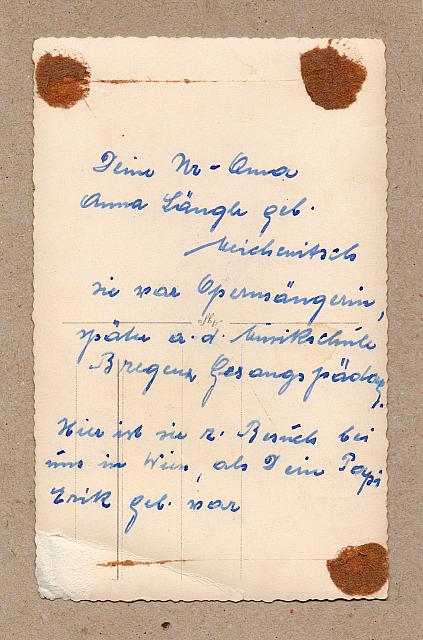 Deine Ur-Oma
Anna Längle geb.
Meichenitsch
sie war Opernsängerin,
später a. d. Musikschule
Bregenz Gesangspädag.
Hier ist sie z. Besuch bei
uns in Wien, als Dein Papi
Erik geb. war